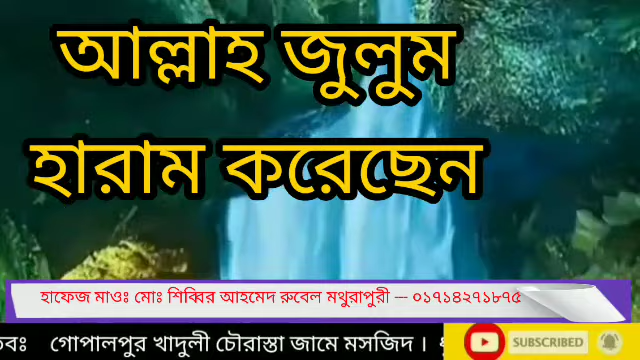 আল্লাহ জুলুম
হারাম করেছেন
হাফেজ মাওঃ মোঃ শিব্বির আহমেদ রুবেল মথুরাপুরী — ০১৭১৪২৭১৮৭৫
গোপালপুর খাদুলী চৌরাস্তা জামে মসজিদ ।
SUBSCRIBED